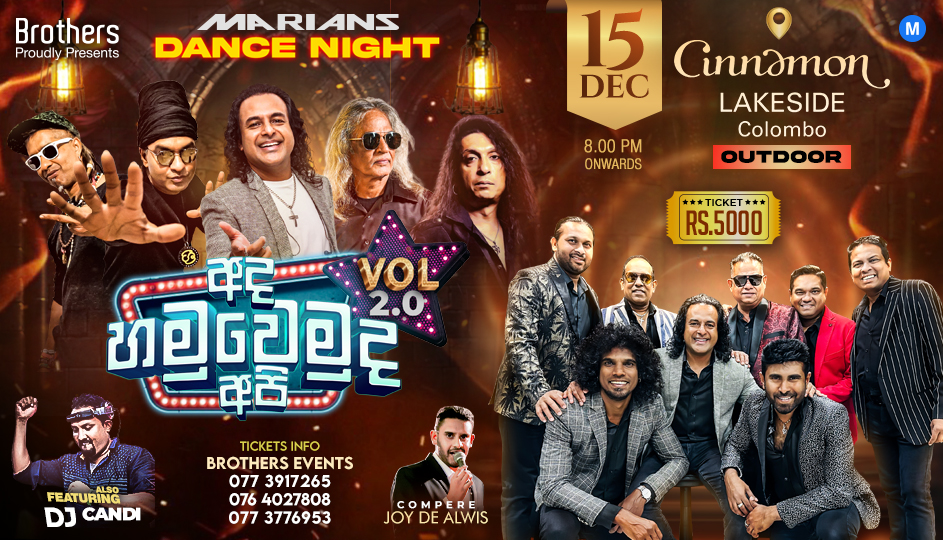 Brothers
Proudly Presents
MARIANS
DANCE NIGHT
15
DEC
8.00 PM
ONWARDS
Cinnamon
LAKESIDE
Colombo
OUTDOOR
M
TICKET
RS.5000
VOL
2.0
අද
හමුවෙමුද
අපි
ALSO
FEATURING
DJ CANDI
TICKETS INFO
BROTHERS EVENTS
077 3917265
076 4027808
077 3776953
COMPERE
JOY DE ALWIS